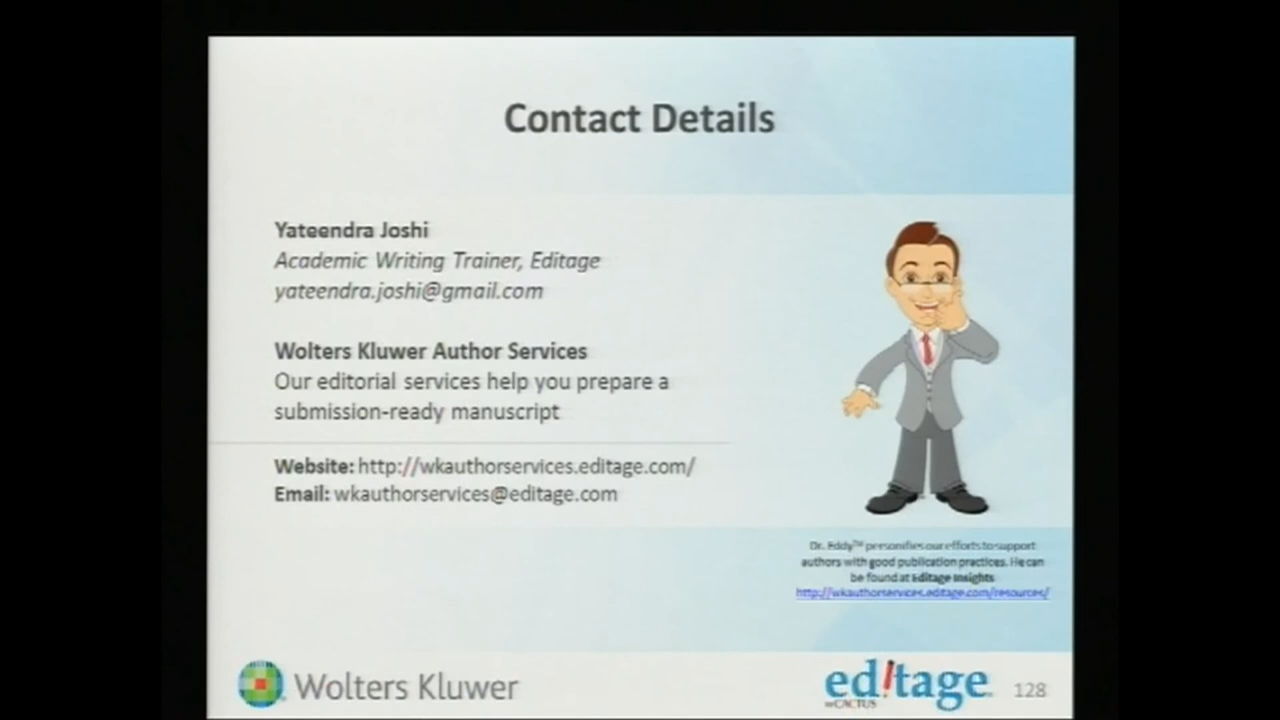 Contact Details
Yateendra Joshi
Academic Writing Trainer, Editage
yateendra.joshi@gmail.com
Wolters Kluwer Author Services
Our editorial services help you prepare a
submission-ready manuscript
Website: http://wkauthorservices.editage.com/
Email: wkauthorservices@editage.com
Dr. Eddy™ personifies our efforts to support
authors with good publication practices. He can
be found at Editage Insights
http://wkauthorservices.editage.com/resources/
Wolters Kluwer
editage
CACTUS
128